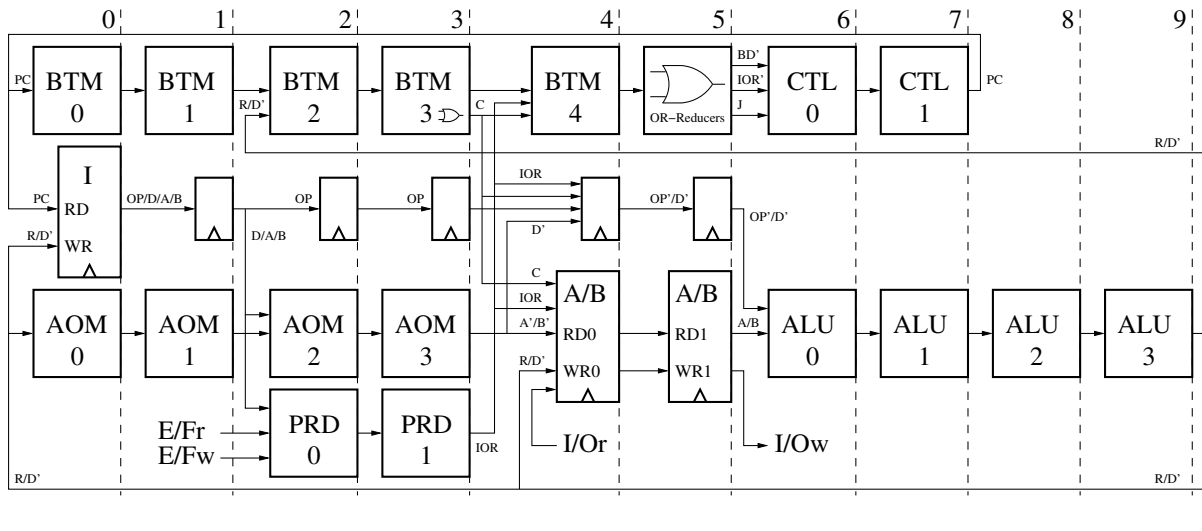 0 1 2 3 4 5 6 7 8 9
PC BTM 0
BTM 1
R/D' BTM 2
BTM 3
C
BTM 4
OR-Reducers
BD'
IOR'
J
CTL 0
CTL 1
PC
R/D'
I
PC RD
R/D' WR
OP/D/A/B
D/A/B
OP
OP
IOR
D'
OP'/D'
OP'/D'
AOM 0
AOM 1
AOM 2
AOM 3
C
IOR
A'/B'
R/D'
A/B
RD0
WR0
A/B
RD1
WR1
A/B
ALU 0
ALU 1
ALU 2
ALU 3
E/Fr
E/Fw
PRD 0
PRD 1
IOR
I/Or
I/Ow
R/D'
R/D'